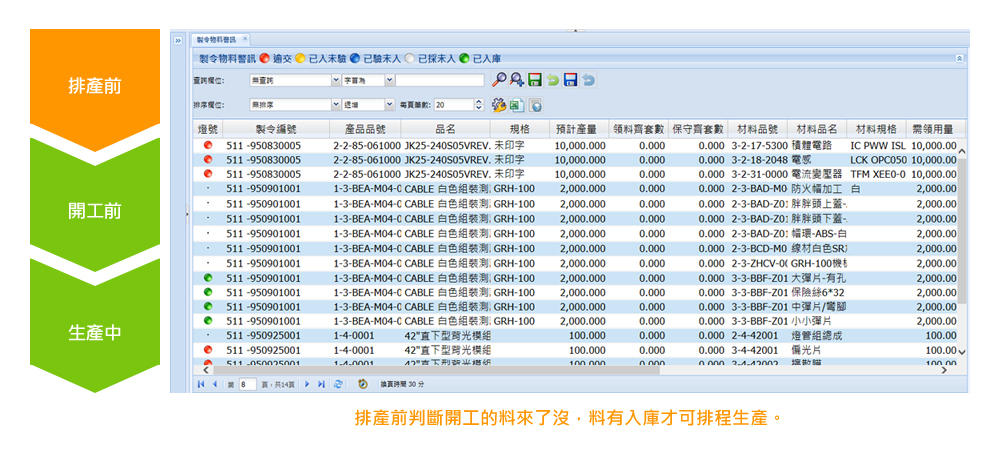 排產前
開工前
生產中
製令物料警訊
製令物料警訊 逾交 已入未驗 已驗未入 已採未入 已入庫
查詢欄位: 無查詢 字首為
排序欄位: 無排序 遞增 每頁筆數: 20
燈號 製令編號 產品品號 品名 規格 預計產量 領料齊套數 保守齊套數 材料品號 材料品名 材料規格 需領用量
511 -950830005 2-2-85-061000 JK25-240S05VREV. 未印字 10,000.000 0.000 0.000 3-2-17-5300 積體電路 IC PWW ISL 10,000.00
511 -950830005 2-2-85-061000 JK25-240S05VREV. 未印字 10,000.000 0.000 0.000 3-2-18-2048 電感 LCK OPC050 10,000.00
511 -950830005 2-2-85-061000 JK25-240S05VREV. 未印字 10,000.000 0.000 0.000 3-2-31-0000 電流變壓器 TFM XEE0-0 10,000.00
511 -950901001 1-3-BEA-M04-0 CABLE 白色組裝測 GRH-100 2,000.000 0.000 0.000 2-3-BAD-M0 防火帽加工 白 2,000.00
511 -950901001 1-3-BEA-M04-0 CABLE 白色組裝測 GRH-100 2,000.000 0.000 0.000 2-3-BAD-Z01 胖胖頭上蓋- 2,000.00
511 -950901001 1-3-BEA-M04-0 CABLE 白色組裝測 GRH-100 2,000.000 0.000 0.000 2-3-BAD-Z01 胖胖頭下蓋- 2,000.00
511 -950901001 1-3-BEA-M04-0 CABLE 白色組裝測 GRH-100 2,000.000 0.000 0.000 2-3-BAD-Z01 帽環-ABS-白 2,000.00
511 -950901001 1-3-BEA-M04-0 CABLE 白色組裝測 GRH-100 2,000.000 0.000 0.000 2-3-BCD-M0 線材白色SR 2,000.00
511 -950901001 1-3-BEA-M04-0 CABLE 白色組裝測 GRH-100 2,000.000 0.000 0.000 2-3-ZHCV-0 GRH-100機 2,000.00
511 -950901001 1-3-BEA-M04-0 CABLE 白色組裝測 GRH-100 2,000.000 0.000 0.000 3-3-BBF-Z01 大彈片-有孔 2,000.00
511 -950901001 1-3-BEA-M04-0 CABLE 白色組裝測 GRH-100 2,000.000 0.000 0.000 3-3-BBF-Z01 保險絲6*32 2,000.00
511 -950901001 1-3-BEA-M04-0 CABLE 白色組裝測 GRH-100 2,000.000 0.000 0.000 3-3-BBF-Z01 中彈片/彎腳 2,000.00
511 -950901001 1-3-BEA-M04-0 CABLE 白色組裝測 GRH-100 2,000.000 0.000 0.000 3-3-BBF-Z01 小小彈片 2,000.00
511 -950925001 1-4-0001 42"直下型背光模組 100.000 0.000 0.000 2-4-42001 燈管組總成 100.00
511 -950925001 1-4-0001 42"直下型背光模組 100.000 0.000 0.000 3-4-42001 偏光片 100.00
511 -950925001 1-4-0001 42"直下型背光模組 100.000 0.000 0.000 3-4-42002 擴散膜 100.00
第 8 頁，共14頁 換頁時間 30 分
排產前判斷開工的料來了沒，料有入庫才可排程生產。